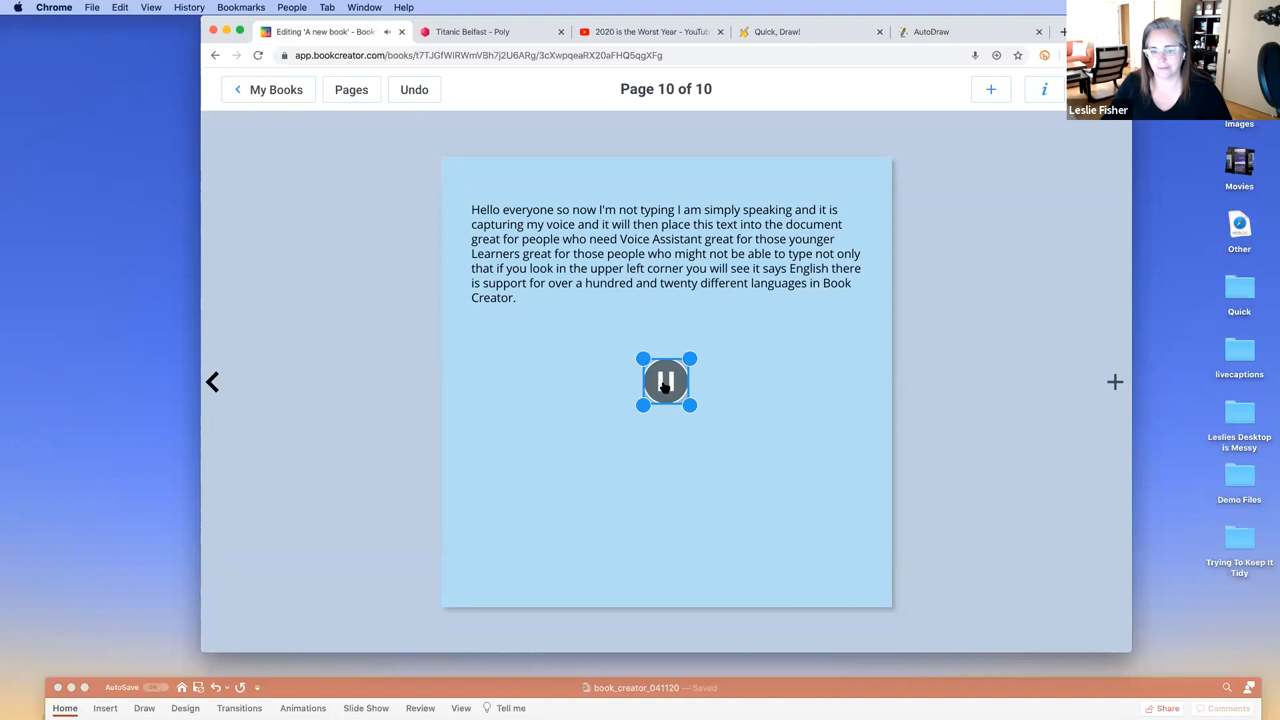 Chrome File Edit View History Bookmarks People Tab Window Help
Editing 'A new book' - Book
Titanic Belfast - Poly
2020 is the Worst Year - YouTube
Quick, Draw!
AutoDraw
app.bookcreator.com/books/t7TJGfWlRWmVBh7j2U6ARg/3cXwpqeaRX20aFHQ5qgXFg
My Books Pages Undo
Page 10 of 10
Leslie Fisher
Hello everyone so now I'm not typing I am simply speaking and it is
capturing my voice and it will then place this text into the document
great for people who need Voice Assistant great for those younger
Learners great for those people who might not be able to type not only
that if you look in the upper left corner you will see it says English there
is support for over a hundred and twenty different languages in Book
Creator.
Images
Movies
Other
Quick
livecaptions
Leslies Desktop
is Messy
Demo Files
Trying To Keep It
Tidy
AutoSave
book_creator_041120 — Saved
Home Insert Draw Design Transitions Animations Slide Show Review View Tell me
Share Comments